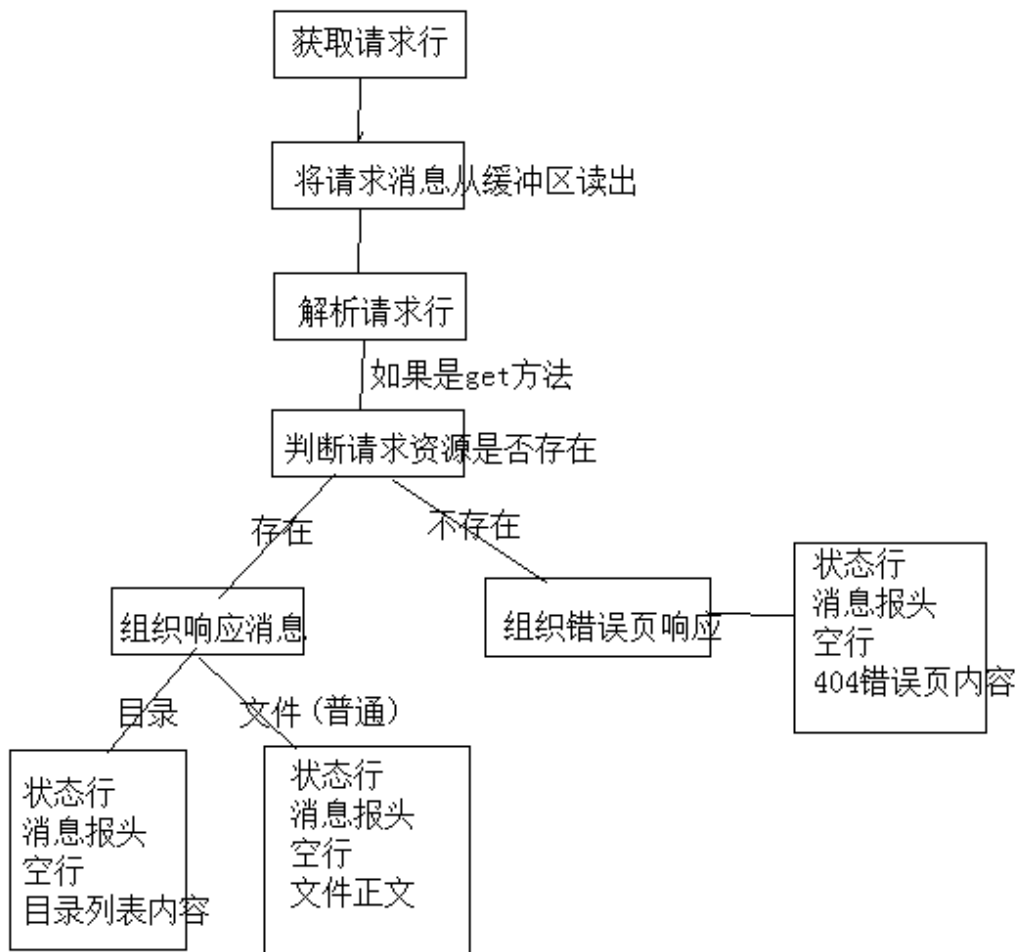 获取请求行
将请求消息从缓冲区读出
解析请求行
如果是get方法
判断请求资源是否存在
存在
不存在
组织响应消息
组织错误页响应
状态行
消息报头
空行
404错误页内容
目录
文件(普通)
状态行
消息报头
空行
目录列表内容
状态行
消息报头
空行
文件正文